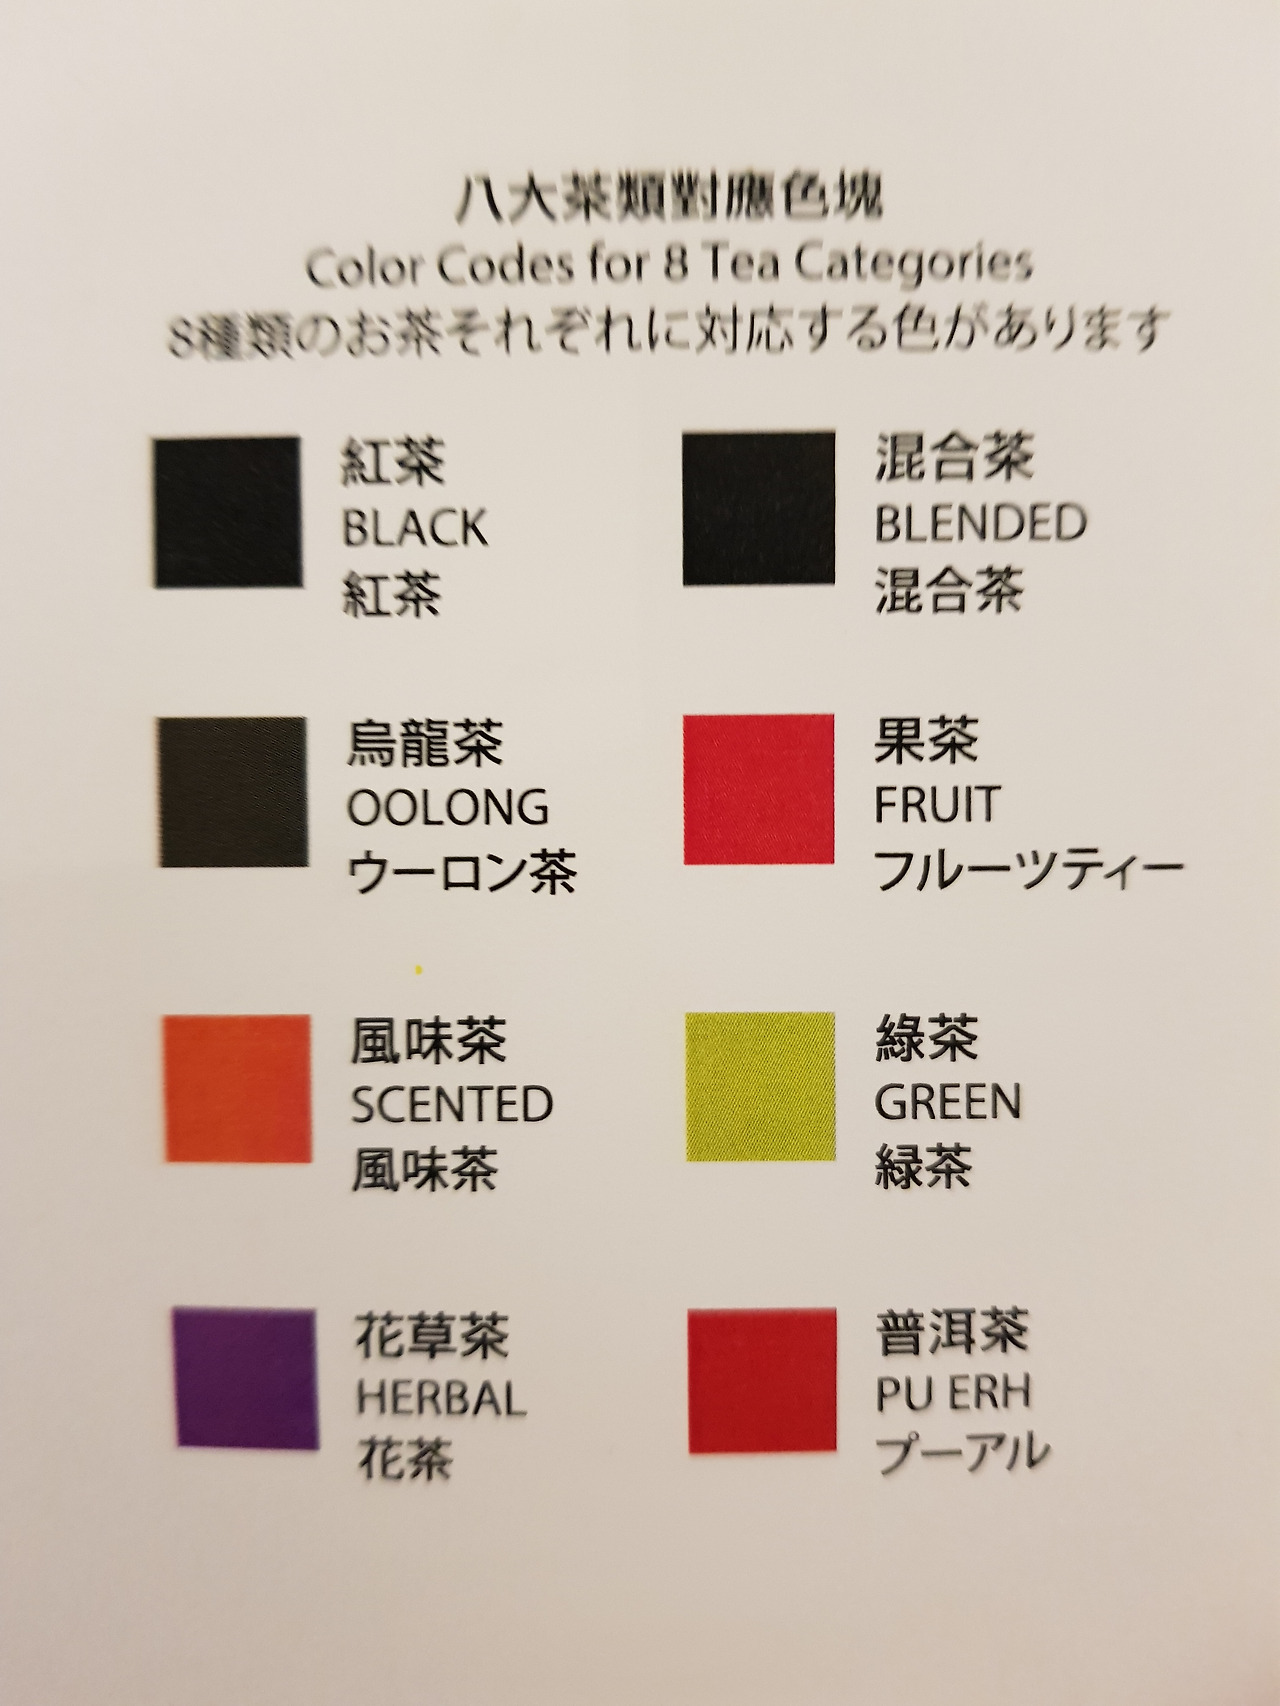 八大茶類對應色塊
Color Codes for 8 Tea Categories
8種類のお茶それぞれに対応する色があります
紅茶
BLACK
紅茶
混合茶
BLENDED
混合茶
烏龍茶
OOLONG
ウーロン茶
果茶
FRUIT
フルーツティー
風味茶
SCENTED
風味茶
綠茶
GREEN
緑茶
花草茶
HERBAL
花茶
普洱茶
PU ERH
プーアル